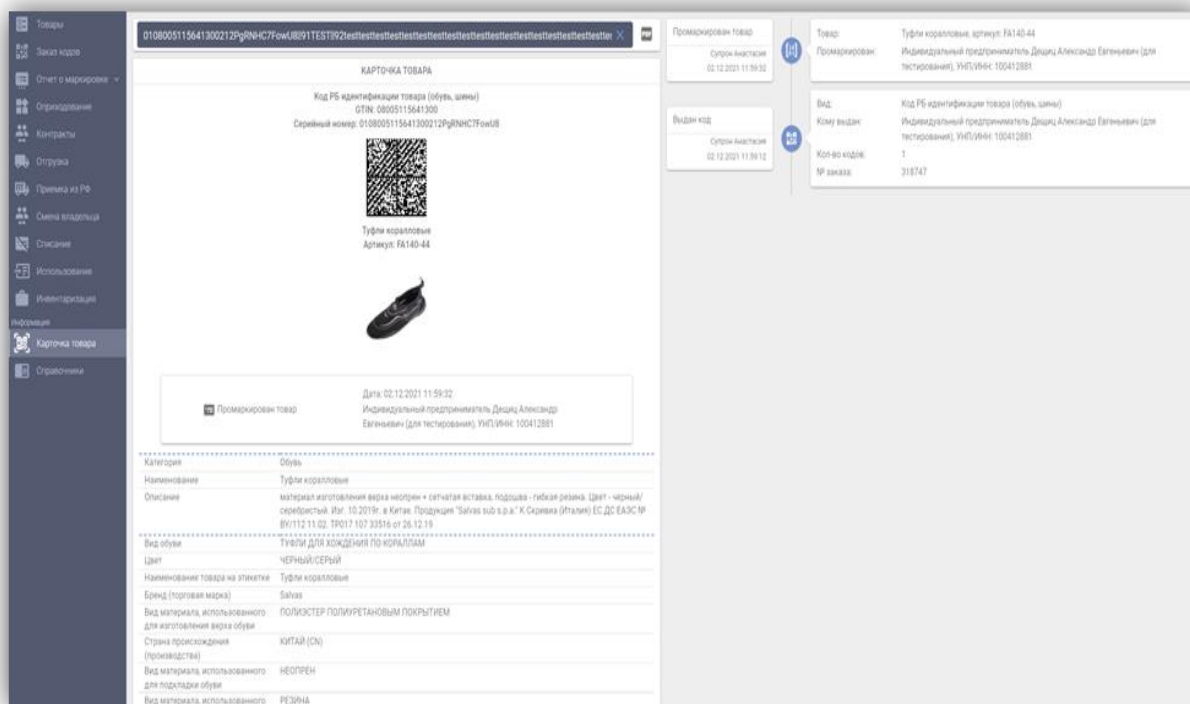 Товары
Заказ кодов
Отчет о маркировке
Оприходование
Контракты
Отгрузка
Приемка из РФ
Смена владельца
Списание
Использование
Инвентаризация
Информация
Карточка товара
Справочники
КАРТОЧКА ТОВАРА
Код РБ идентификации товара (обувь, шины)
GTIN: 08005115641300
Серийный номер: 0108005115641300212PgRNHC7FowU8
Туфли коралловые
Артикул: FA140-44
Промаркирован товар
Дата: 02.12.2021 11:59:32
Индивидуальный предприниматель Дещиц Александр
Евгеньевич (для тестирования), УНП/ИНН: 100412881
Категория Обувь
Наименование Туфли коралловые
Описание материал изготовления верха неопрен + сетчатая вставка, подошва - гибкая резина. Цвет - черный/
серебристый. Изг. 10.2019г. в Китае. Продукция "Salvas sub s.p.a." К.Скривиа (Италия) ЕС ДС ЕАЭС №
BY/112 11.02. ТР017 107 33516 от 26.12.19
Вид обуви ТУФЛИ ДЛЯ ХОЖДЕНИЯ ПО КОРАЛЛАМ
Цвет ЧЕРНЫЙ/СЕРЫЙ
Наименование товара на этикетке Туфли коралловые
Бренд (торговая марка) Salvas
Вид материала, использованного ПОЛИЭСТЕР ПОЛИУРЕТАНОВЫМ ПОКРЫТИЕМ
для изготовления верха обуви
Страна происхождения КИТАЙ (CN)
(производства)
Вид материала, использованного НЕОПРЕН
для подкладки обуви
Вид материала, использованного РЕЗИНА
Промаркирован товар
Супрон Анастасия
02.12.2021 11:59:32
Товар: Туфли коралловые, артикул: FA140-44
Промаркирован: Индивидуальный предприниматель Дещиц Александр Евгеньевич (для
тестирования), УНП/ИНН: 100412881
Выдан код
Супрон Анастасия
02.12.2021 11:59:12
Вид: Код РБ идентификации товара (обувь, шины)
Кому выдан: Индивидуальный предприниматель Дещиц Александр Евгеньевич (для
тестирования), УНП/ИНН: 100412881
Кол-во кодов: 1
№ заказа: 318747